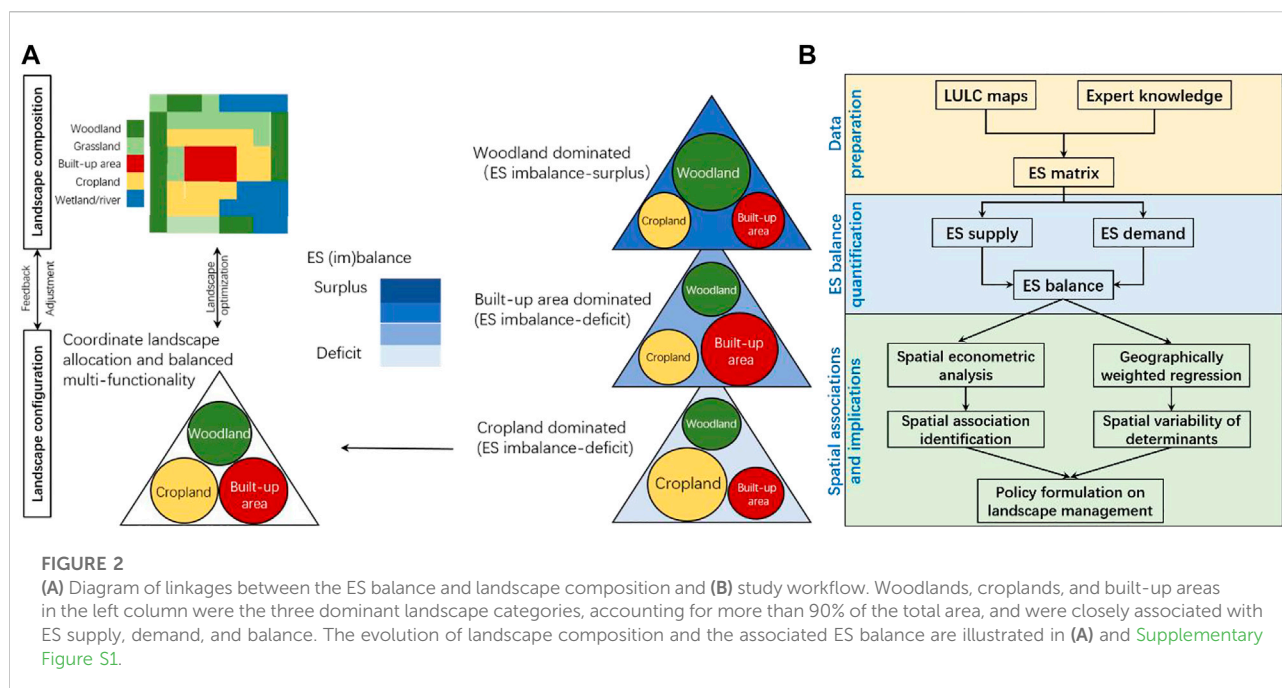 A
Landscape composition
Woodland
Grassland
Built-up area
Cropland
Wetland/river
Feedback
Adjustment
Landscape
optimization
Landscape configuration
Coordinate landscape
allocation and balanced
multi-functionality
Woodland
Cropland
Built-up
area
ES (im)balance
Surplus
Deficit
Woodland dominated
(ES imbalance-surplus)
Woodland
Cropland
Built-up
area
Built-up area dominated
(ES imbalance-deficit)
Woodland
Cropland
Built-up
area
Cropland dominated
(ES imbalance-deficit)
Woodland
Cropland
Built-up
area
B
Data
preparation
LULC maps
Expert knowledge
ES matrix
ES balance
quantification
ES supply
ES demand
ES balance
Spatial associations
and implications
Spatial econometric
analysis
Geographically
weighted regression
Spatial association
identification
Spatial variability of
determinants
Policy formulation on
landscape management
FIGURE 2
(A) Diagram of linkages between the ES balance and landscape composition and (B) study workflow. Woodlands, croplands, and built-up areas
in the left column were the three dominant landscape categories, accounting for more than 90% of the total area, and were closely associated with
ES supply, demand, and balance. The evolution of landscape composition and the associated ES balance are illustrated in (A) and Supplementary
Figure S1.